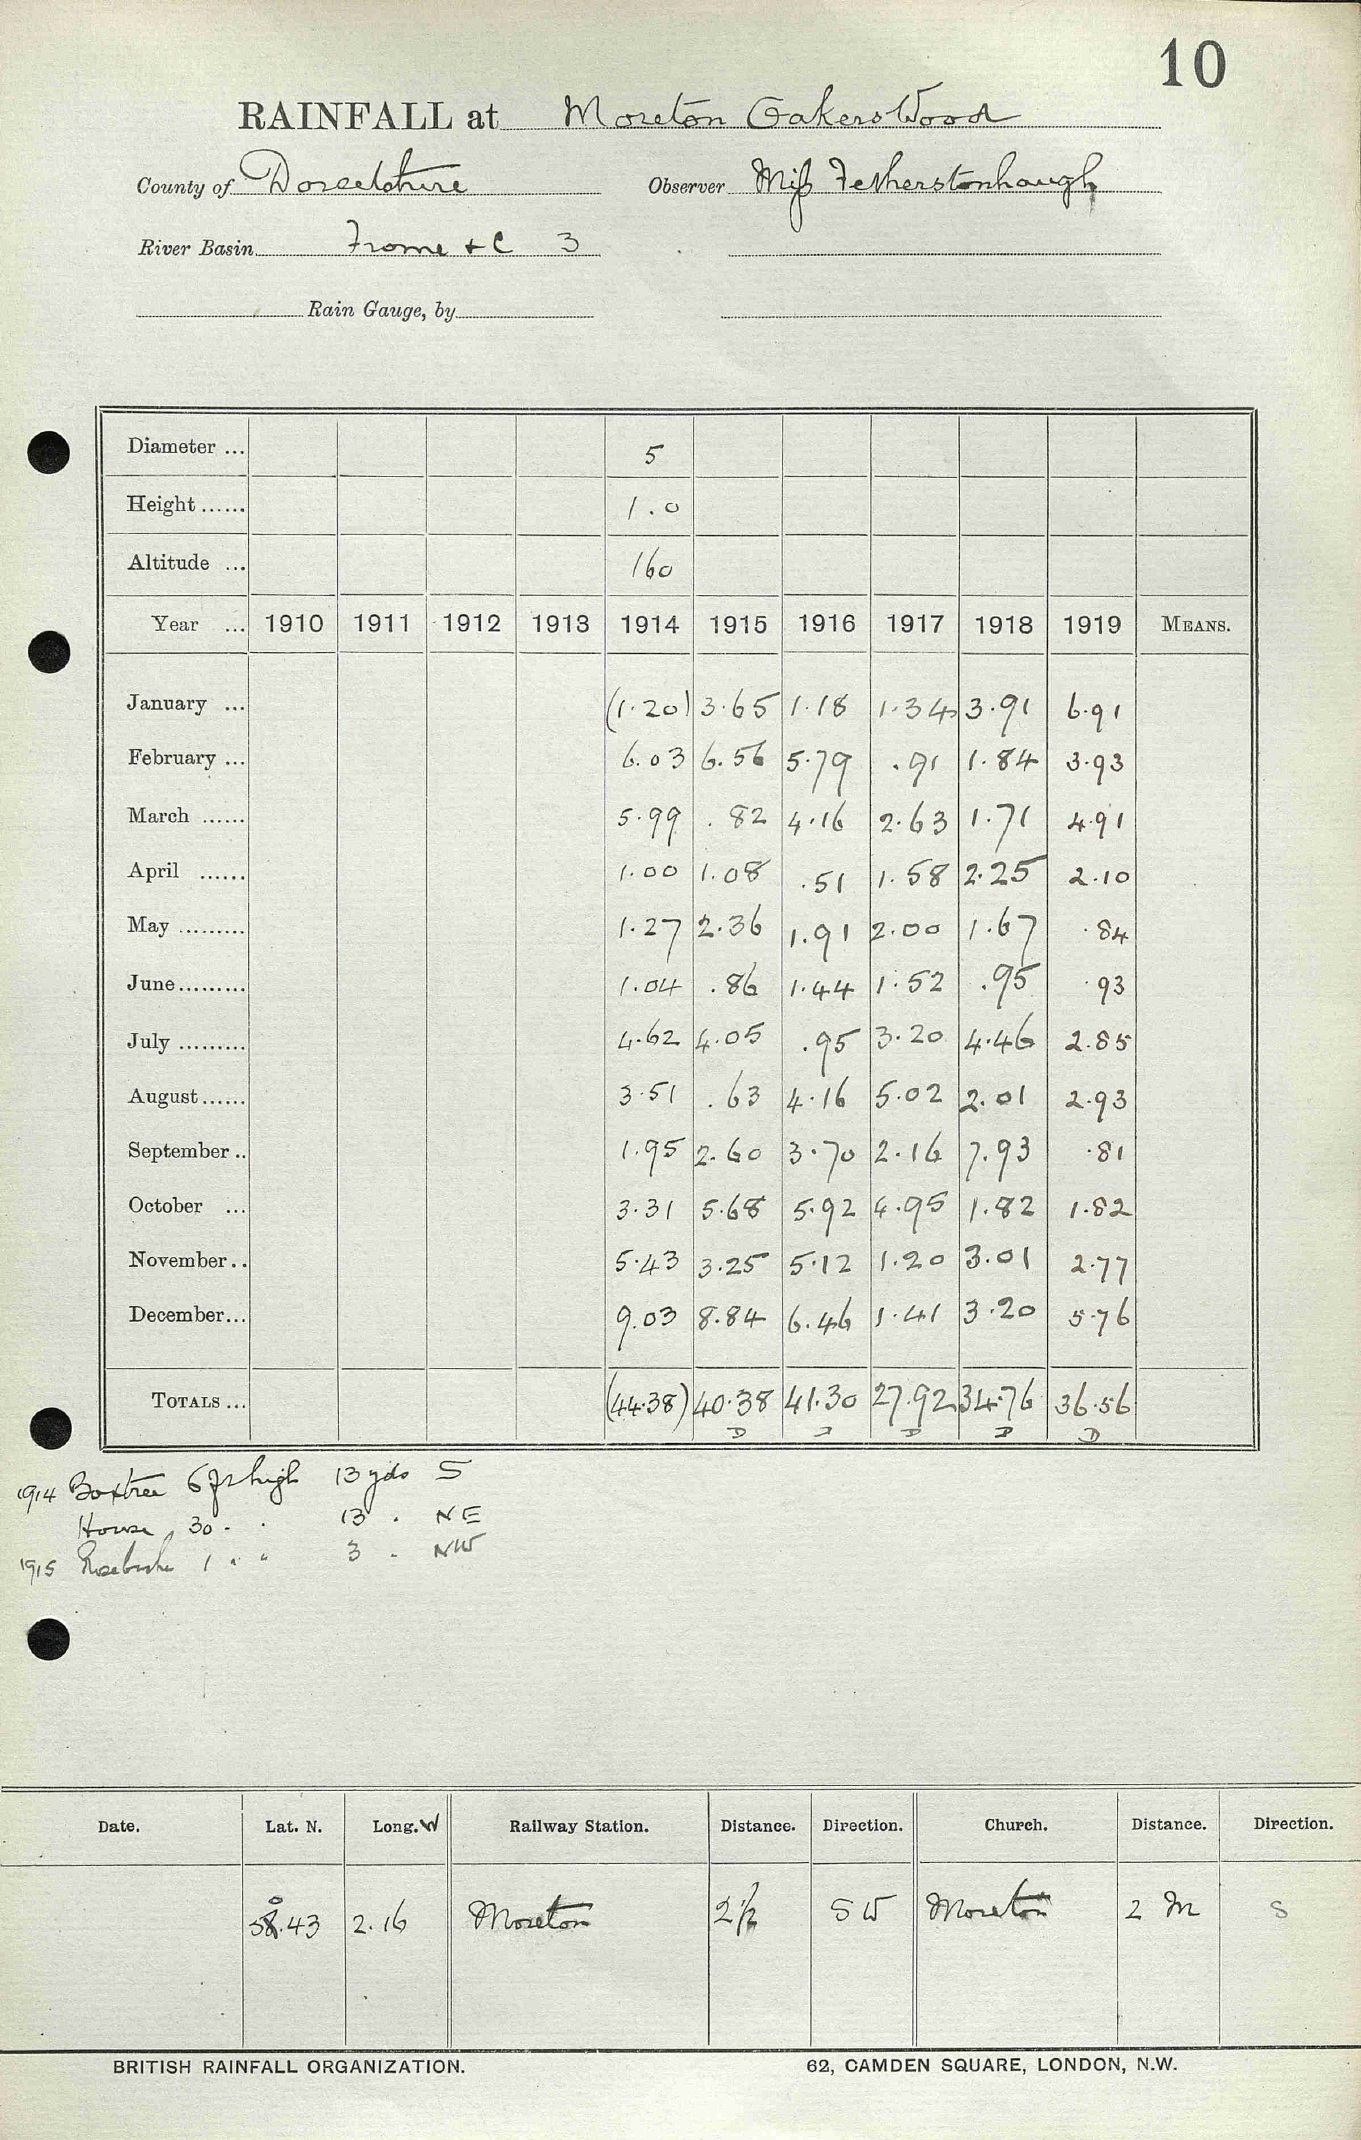 10
RAINFALL at Moreton Oakers Wood
County of Dorsetshire Observer Miss Fetherstonhaugh
River Basin Frome & C 3
Rain Gauge, by
Diameter ... 5
Height ...... 1.0
Altitude ... 160
Year ... 1910 1911 1912 1913 1914 1915 1916 1917 1918 1919 MEANS.
January ... (1.20) 3.65 1.18 1.34 3.91 6.91
February ... 6.03 6.56 5.79 .91 1.84 3.93
March ...... 5.99 .82 4.16 2.63 1.71 4.91
April ...... 1.00 1.08 .51 1.58 2.25 2.10
May ......... 1.27 2.36 1.91 2.00 1.67 .84
June ......... 1.04 .86 1.44 1.52 .95 .93
July ......... 4.62 4.05 .95 3.20 4.46 2.85
August ...... 3.51 .63 4.16 5.02 2.01 2.93
September .. 1.95 2.60 3.70 2.16 7.93 .81
October ... 3.31 5.68 5.92 4.95 1.82 1.82
November .. 5.43 3.25 5.12 1.20 3.01 2.77
December ... 9.03 8.84 6.46 1.41 3.20 5.76
TOTALS ... (44.38) 40.38 41.30 27.92 34.76 36.56
D D D D D
1914 Boxtree 6 ft high 13 yds S
House 30 " " 13 " NE
1915 1 " " 3 " NW
Date. Lat. N. Long. W Railway Station. Distance. Direction. Church. Distance. Direction.
43 2.16 Moreton 2½ SW Moreton 2 M S
BRITISH RAINFALL ORGANIZATION. 62, CAMDEN SQUARE, LONDON, N.W.